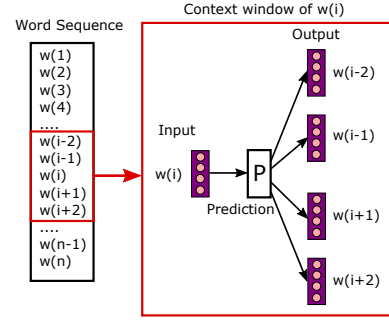 Context window of w(i)
Word Sequence
Output
w(1)
w(2)
w(3)
w(4)
....
w(i-2)
w(i-1)
w(i)
w(i+1)
w(i+2)
....
w(n-1)
w(n)
Input
w(i)
P
Prediction
w(i-2)
w(i-1)
w(i+1)
w(i+2)